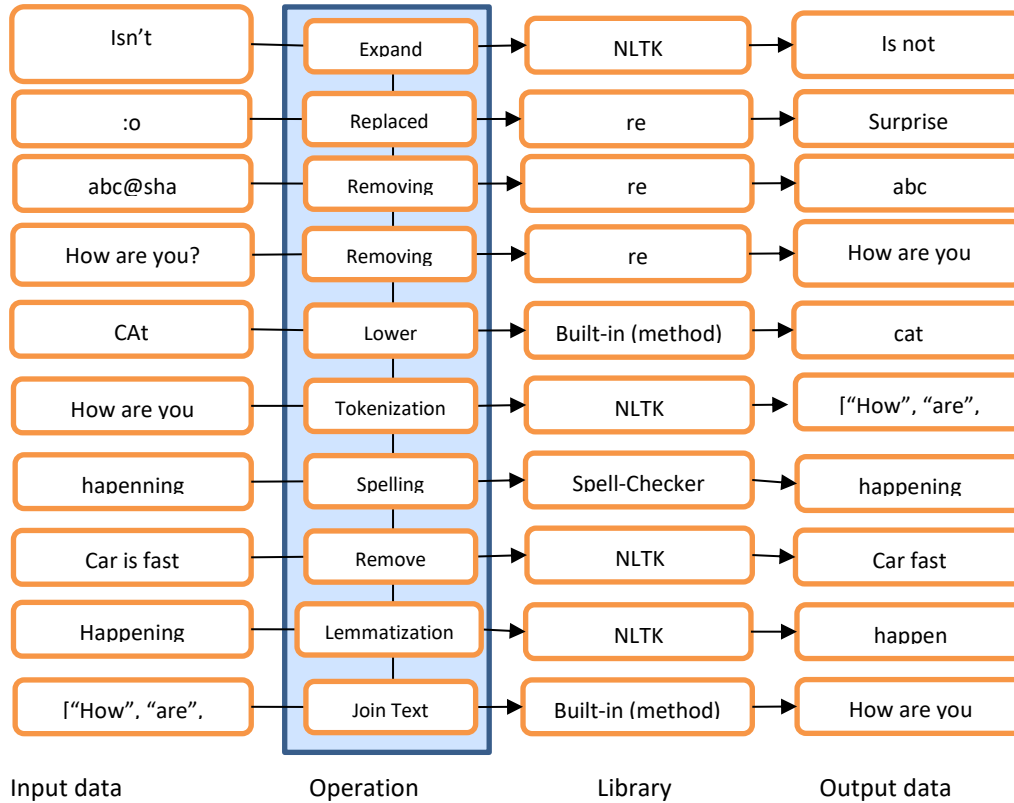 Isn’t Expand NLTK Is not
:o Replaced re Surprise
abc@sha Removing re abc
How are you? Removing re How are you
CAt Lower Built-in (method) cat
How are you Tokenization NLTK [“How”, “are”,
happenning Spelling Spell-Checker happening
Car is fast Remove NLTK Car fast
Happening Lemmatization NLTK happen
[“How”, “are”, Join Text Built-in (method) How are you
Input data Operation Library Output data